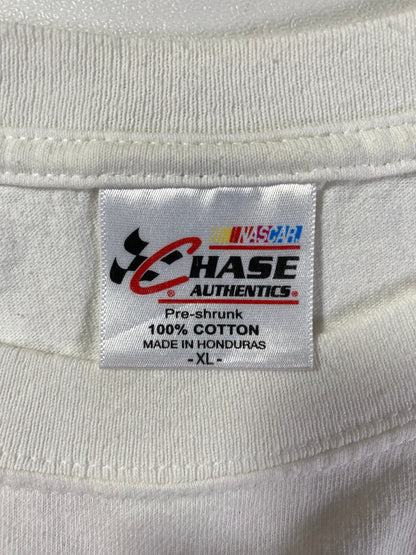 NASCAR.
CHASE
AUTHENTICS®
®
Pre-shrunk
100% COTTON
MADE IN HONDURAS
-XL-